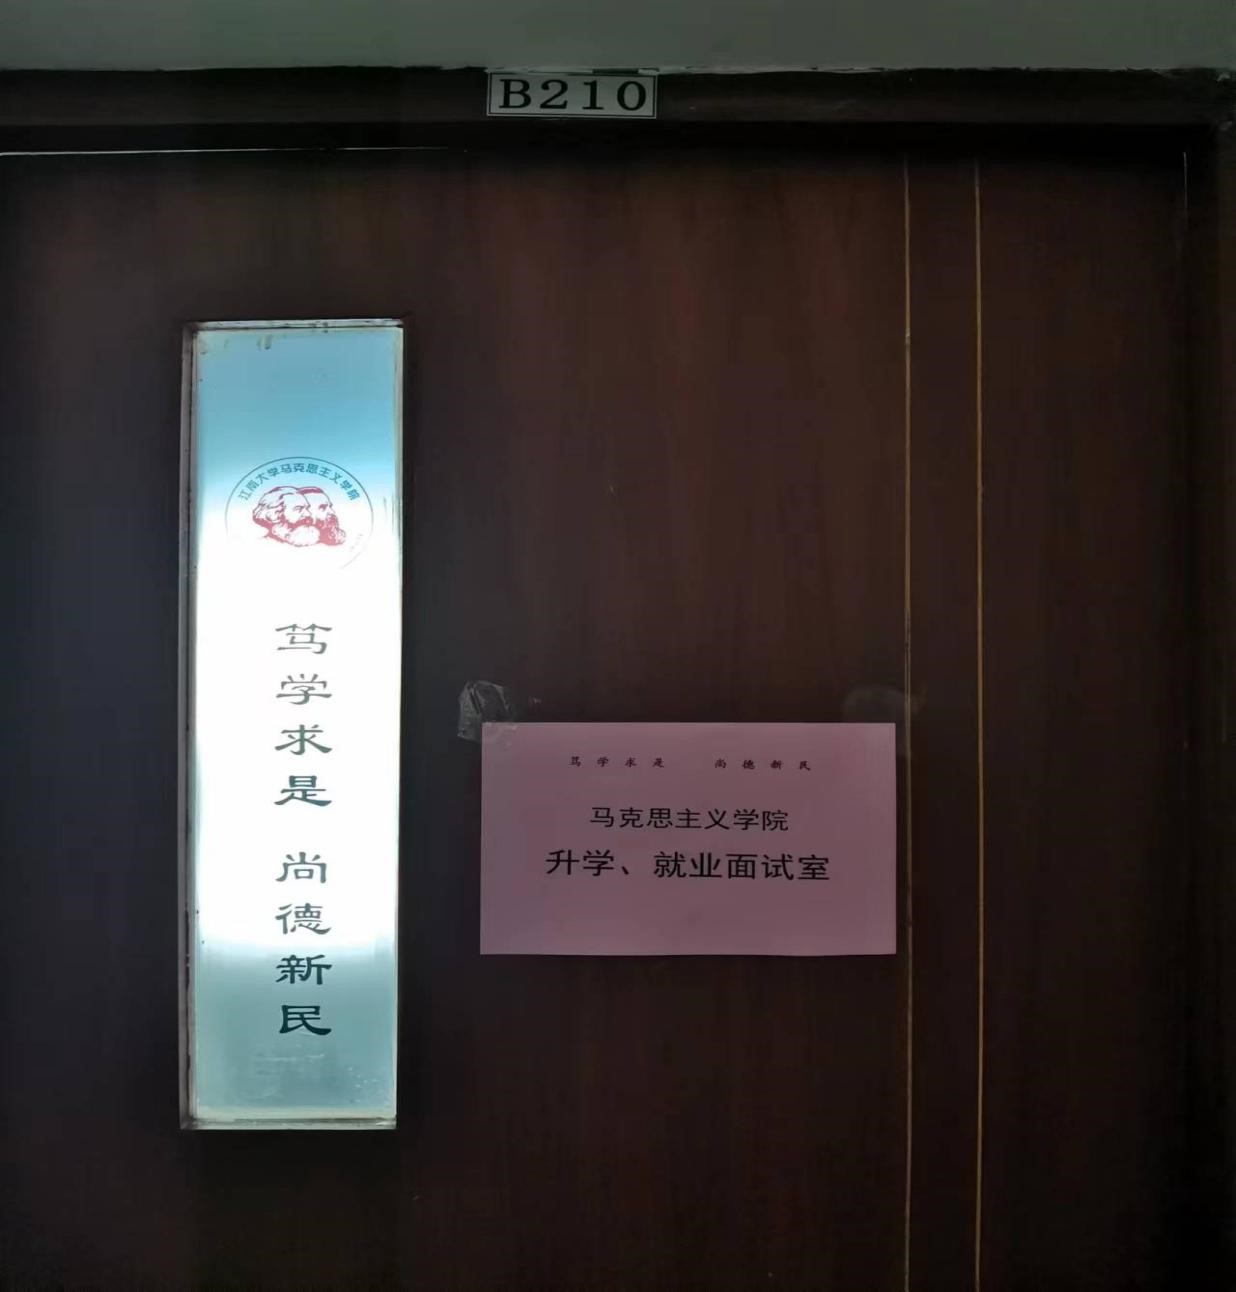 B210
江南大学马克思主义学院
笃学求是 尚德新民
笃学求是 尚德新民
马克思主义学院
升学、就业面试室